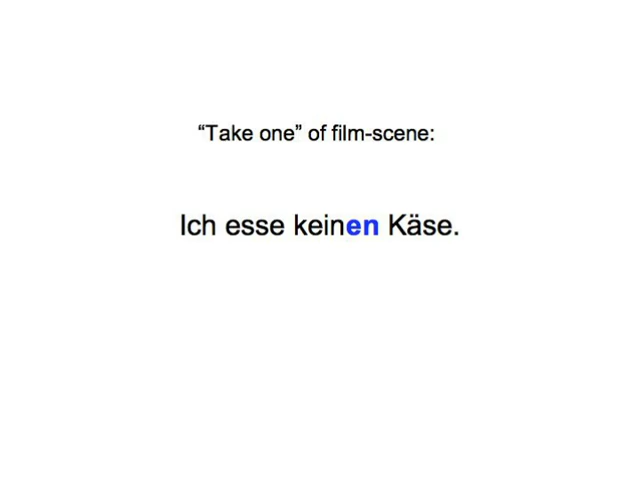 “Take one” of film-scene:
Ich esse keinen Käse.